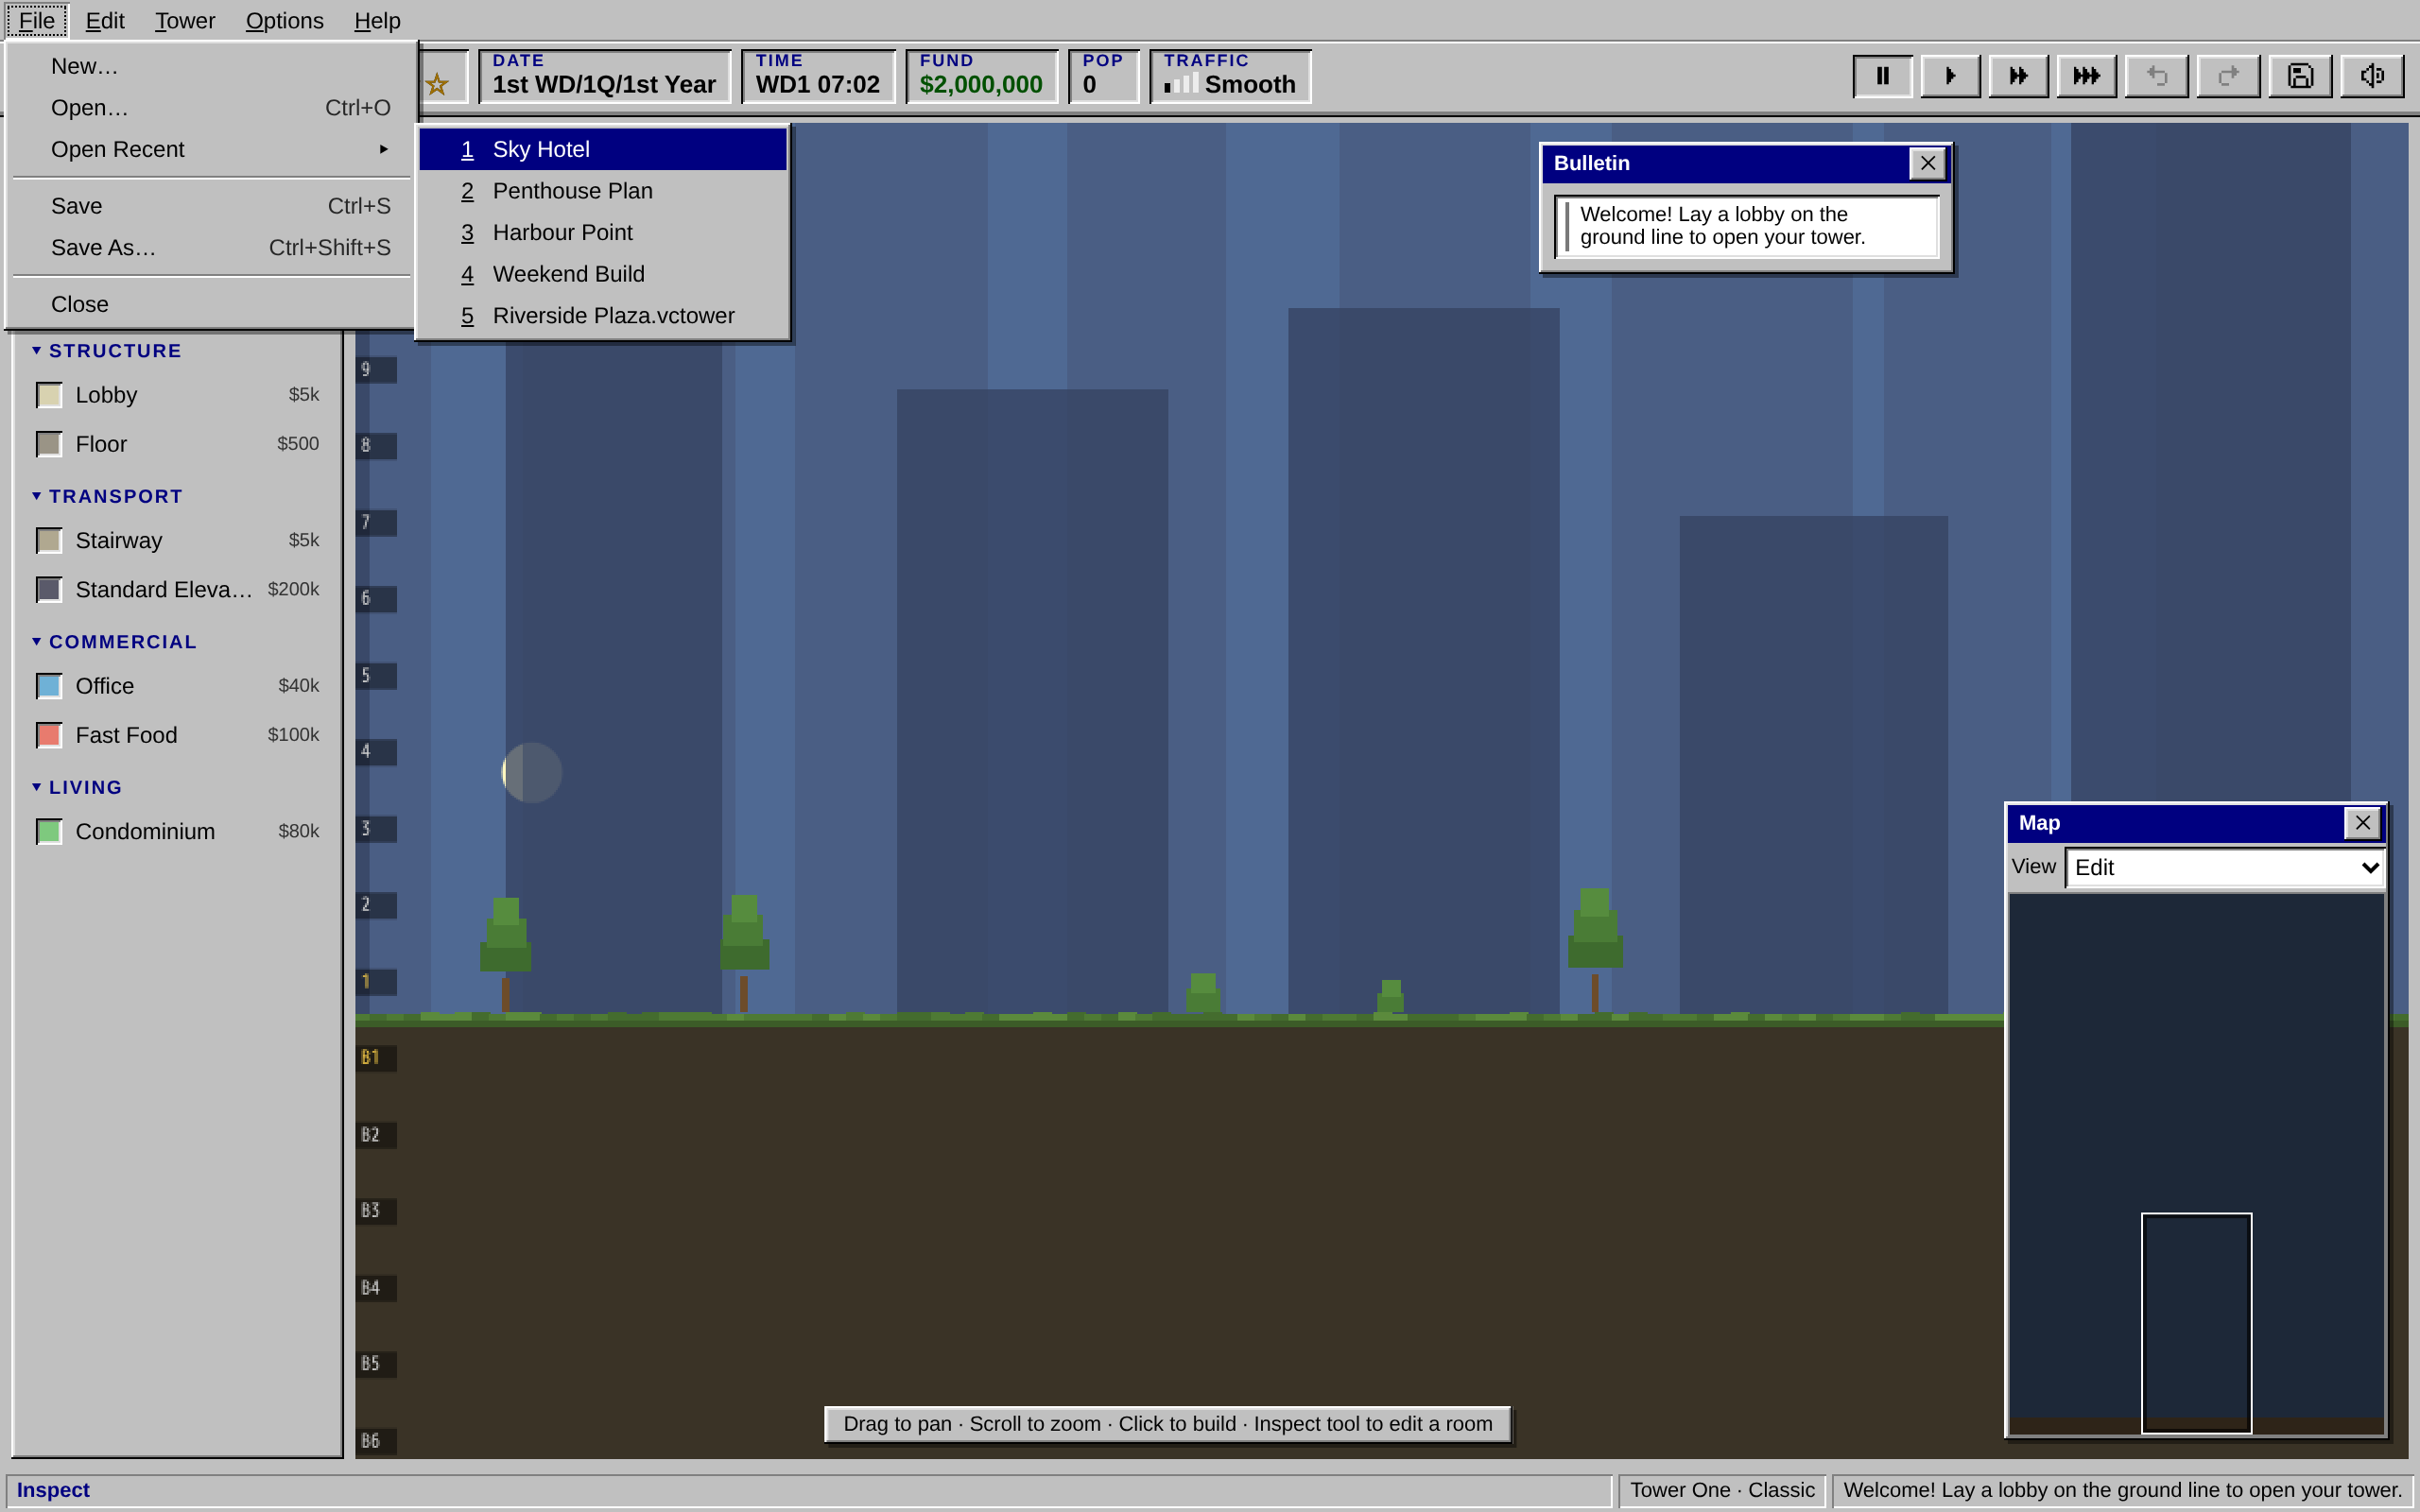 File Edit Tower Options Help
New…
Open… Ctrl+O
Open Recent
Save Ctrl+S
Save As… Ctrl+Shift+S
Close
1 Sky Hotel
2 Penthouse Plan
3 Harbour Point
4 Weekend Build
5 Riverside Plaza.vctower
DATE
1st WD/1Q/1st Year
TIME
WD1 07:02
FUND
$2,000,000
POP
0
TRAFFIC
Smooth
Bulletin
Welcome! Lay a lobby on the
ground line to open your tower.
STRUCTURE
Lobby $5k
Floor $500
TRANSPORT
Stairway $5k
Standard Eleva… $200k
COMMERCIAL
Office $40k
Fast Food $100k
LIVING
Condominium $80k
9
8
7
6
5
4
3
2
1
B1
B2
B3
B4
B5
B6
Map
View Edit
Drag to pan · Scroll to zoom · Click to build · Inspect tool to edit a room
Inspect
Tower One · Classic
Welcome! Lay a lobby on the ground line to open your tower.